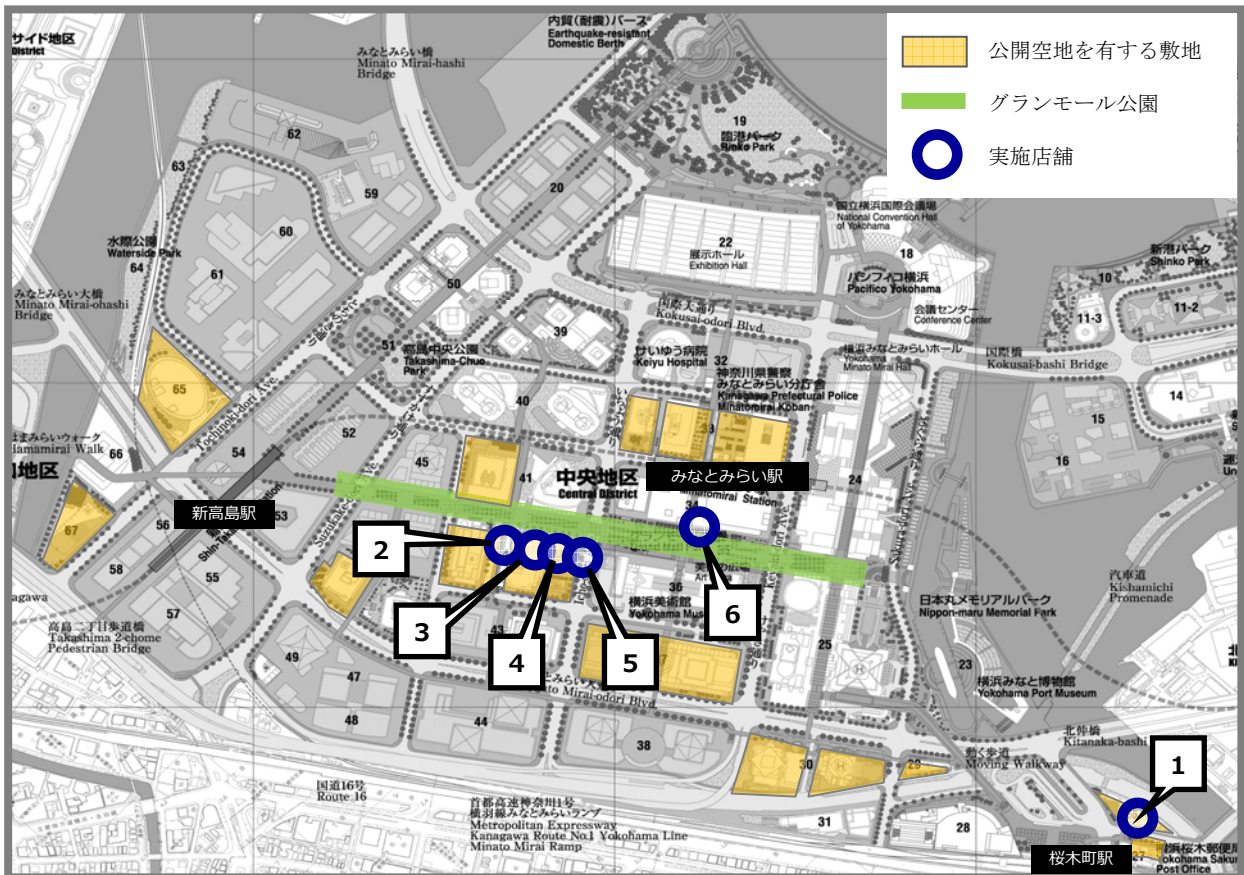 公開空地を有する敷地
グランモール公園
実施店舗
サイド地区
District
内貿(耐震)バース
Earthquake-resistant
Domestic Berth
みなとみらい橋
Minato Mirai-hashi
Bridge
19
臨港パーク
Rinko Park
62
63
59
20
60
61
水際公園
Waterside Park
64
みなとみらい大橋
Minato Mirai-ohashi
Bridge
50
22
展示ホール
Exhibition Hall
国立横浜国際会議場
National Convention Hall
of Yokohama
18
パシフィコ横浜
Pacifico Yokohama
会議センター
Conference Center
新港パーク
Shinko Park
10
11-3
11-2
国際大通り
Kokusai-odori Blvd.
国際橋
Kokusai-bashi Bridge
横浜みなとみらいホール
Yokohama
Minato Mirai Hall
39
51
高島中央公園
Takashima-Chuo
Park
けいゆう病院
Keiyu Hospital
32
神奈川県警察
みなとみらい分庁舎
Kanagawa Prefectural Police
Minatomirai Koban
33
14
15
16
65
Tochinoki-dori Ave.
40
はまみらいウォーク
Hamamirai Walk
66
54
52
45
41
中央地区
Central District
みなとみらい駅
Minatomirai Station
34
24
67
新高島駅
56
53
58
55
57
2
3
4
5
6
36
横浜美術館
Yokohama Mus
25
日本丸メモリアルパーク
Nippon-maru Memorial Park
汽車道
Kishamichi
Promenade
23
横浜みなと博物館
Yokohama Port Museum
高島二丁目歩道橋
Takashima 2-chome
Pedestrian Bridge
49
47
48
43
44
38
Minato Mirai-odori Blvd.
30
29
動く歩道
Moving Walkway
北仲橋
Kitanaka-bashi
1
国道16号
Route 16
首都高速神奈川1号
横羽線みなとみらいランプ
Metropolitan Expressway
Kanagawa Route No.1 Yokohama Line
Minato Mirai Ramp
31
28
桜木町駅
27
Post Office